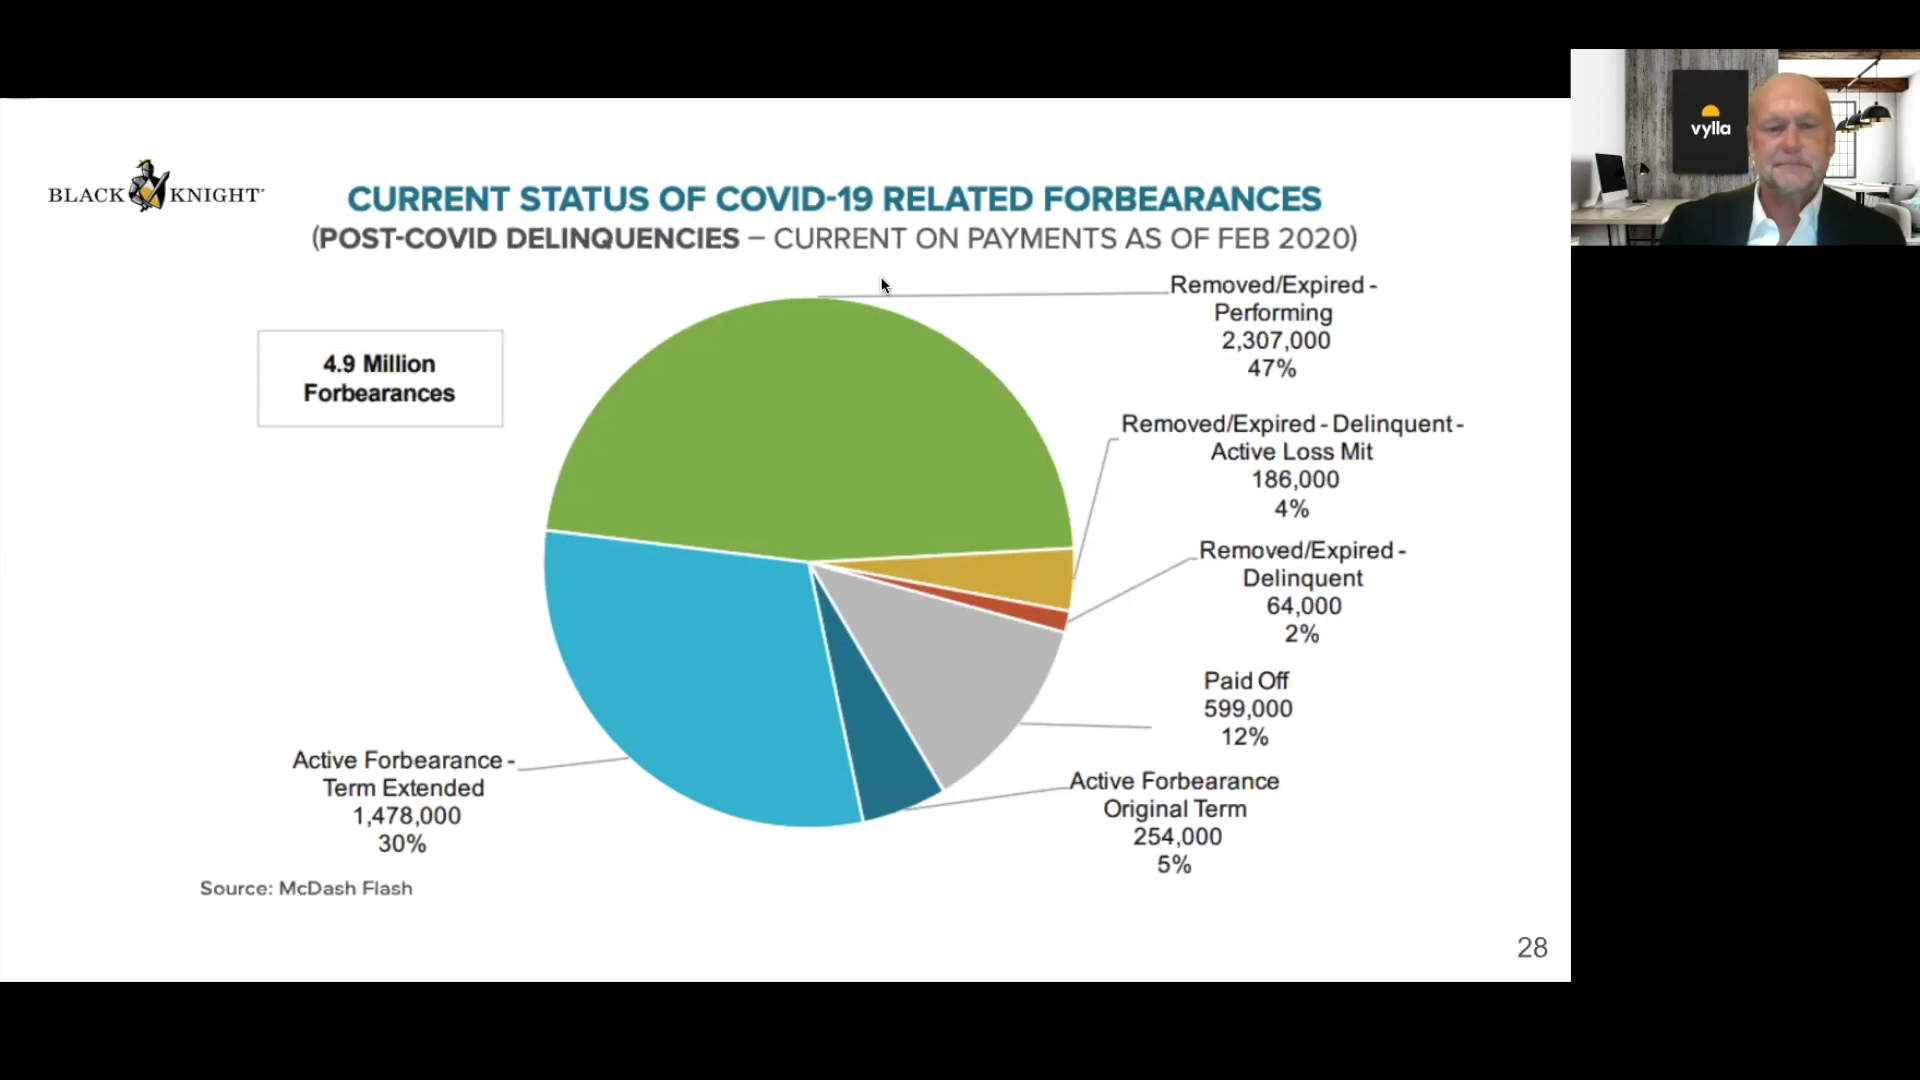 BLACK KNIGHT
CURRENT STATUS OF COVID-19 RELATED FORBEARANCES
(POST-COVID DELINQUENCIES – CURRENT ON PAYMENTS AS OF FEB 2020)
4.9 Million
Forbearances
Removed/Expired -
Performing
2,307,000
47%
Removed/Expired - Delinquent -
Active Loss Mit
186,000
4%
Removed/Expired -
Delinquent
64,000
2%
Paid Off
599,000
12%
Active Forbearance
Original Term
254,000
5%
Active Forbearance -
Term Extended
1,478,000
30%
Source: McDash Flash
28
vylla